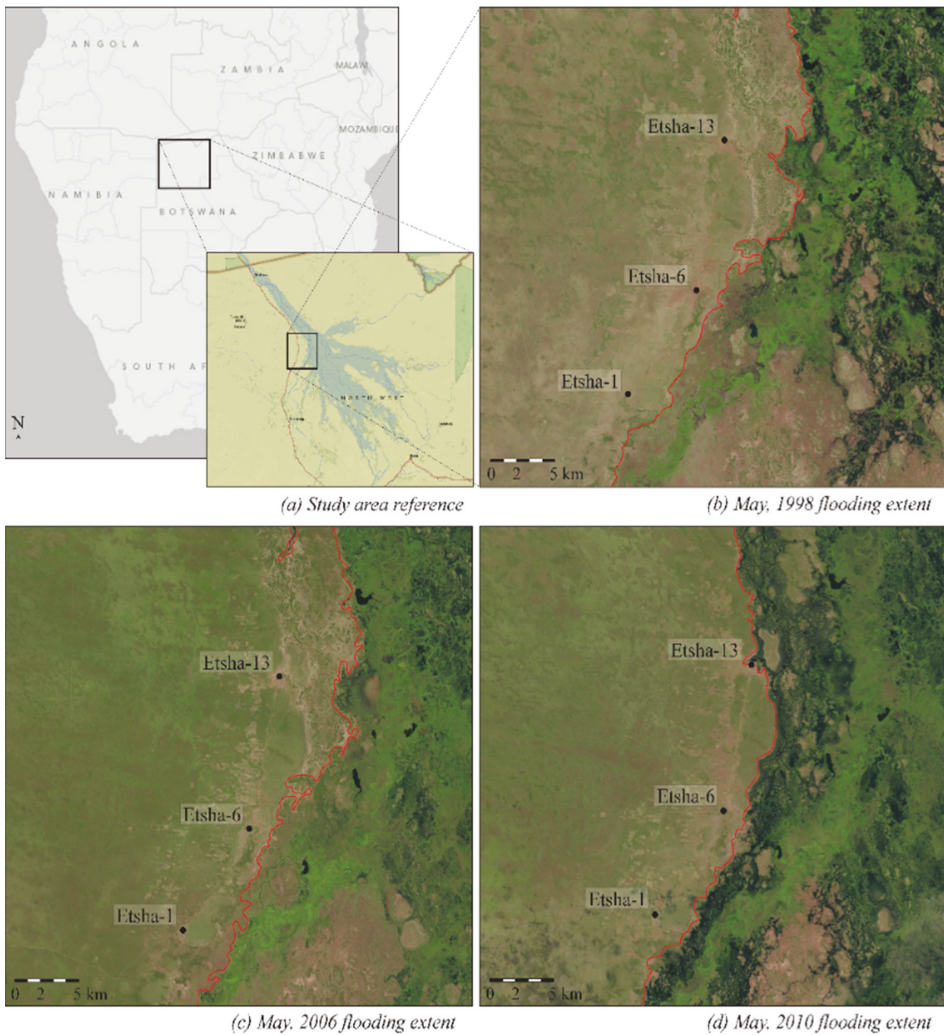 ANGOLA
ZAMBIA
MALAWI
MOZAMBIQUE
ZIMBABWE
NAMIBIA
BOTSWANA
SOUTH AF
N
NORTH WEST
(a) Study area reference
Etsha-13
Etsha-6
Etsha-1
0 2 5 km
(b) May, 1998 flooding extent
Etsha-13
Etsha-6
Etsha-1
0 2 5 km
(c) May, 2006 flooding extent
Etsha-13
Etsha-6
Etsha-1
0 2 5 km
(d) May, 2010 flooding extent